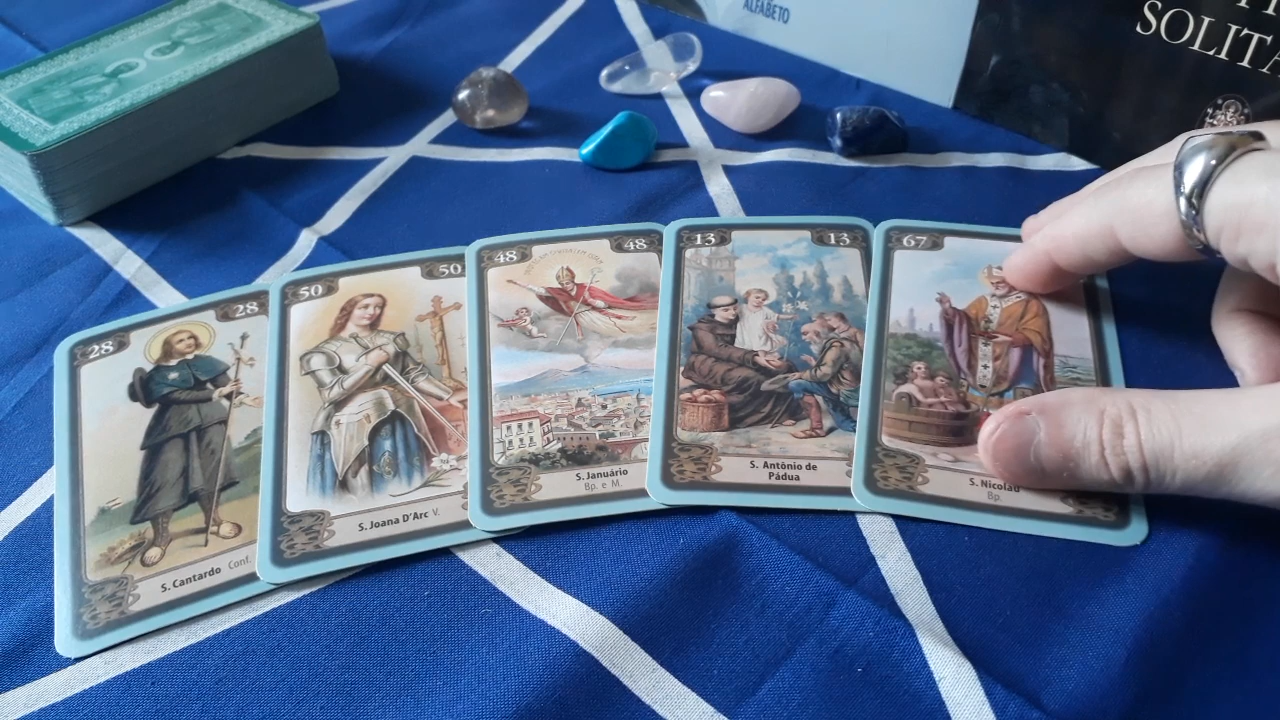 ALFABETO
SOLITA
28 28
S. Cantardo Conf.
50 50
S. Joana D'Arc V.
48 48
S. Januário
Bp. e M.
13 13
S. Antônio de
Pádua
67
S. Nicolau
Bp.